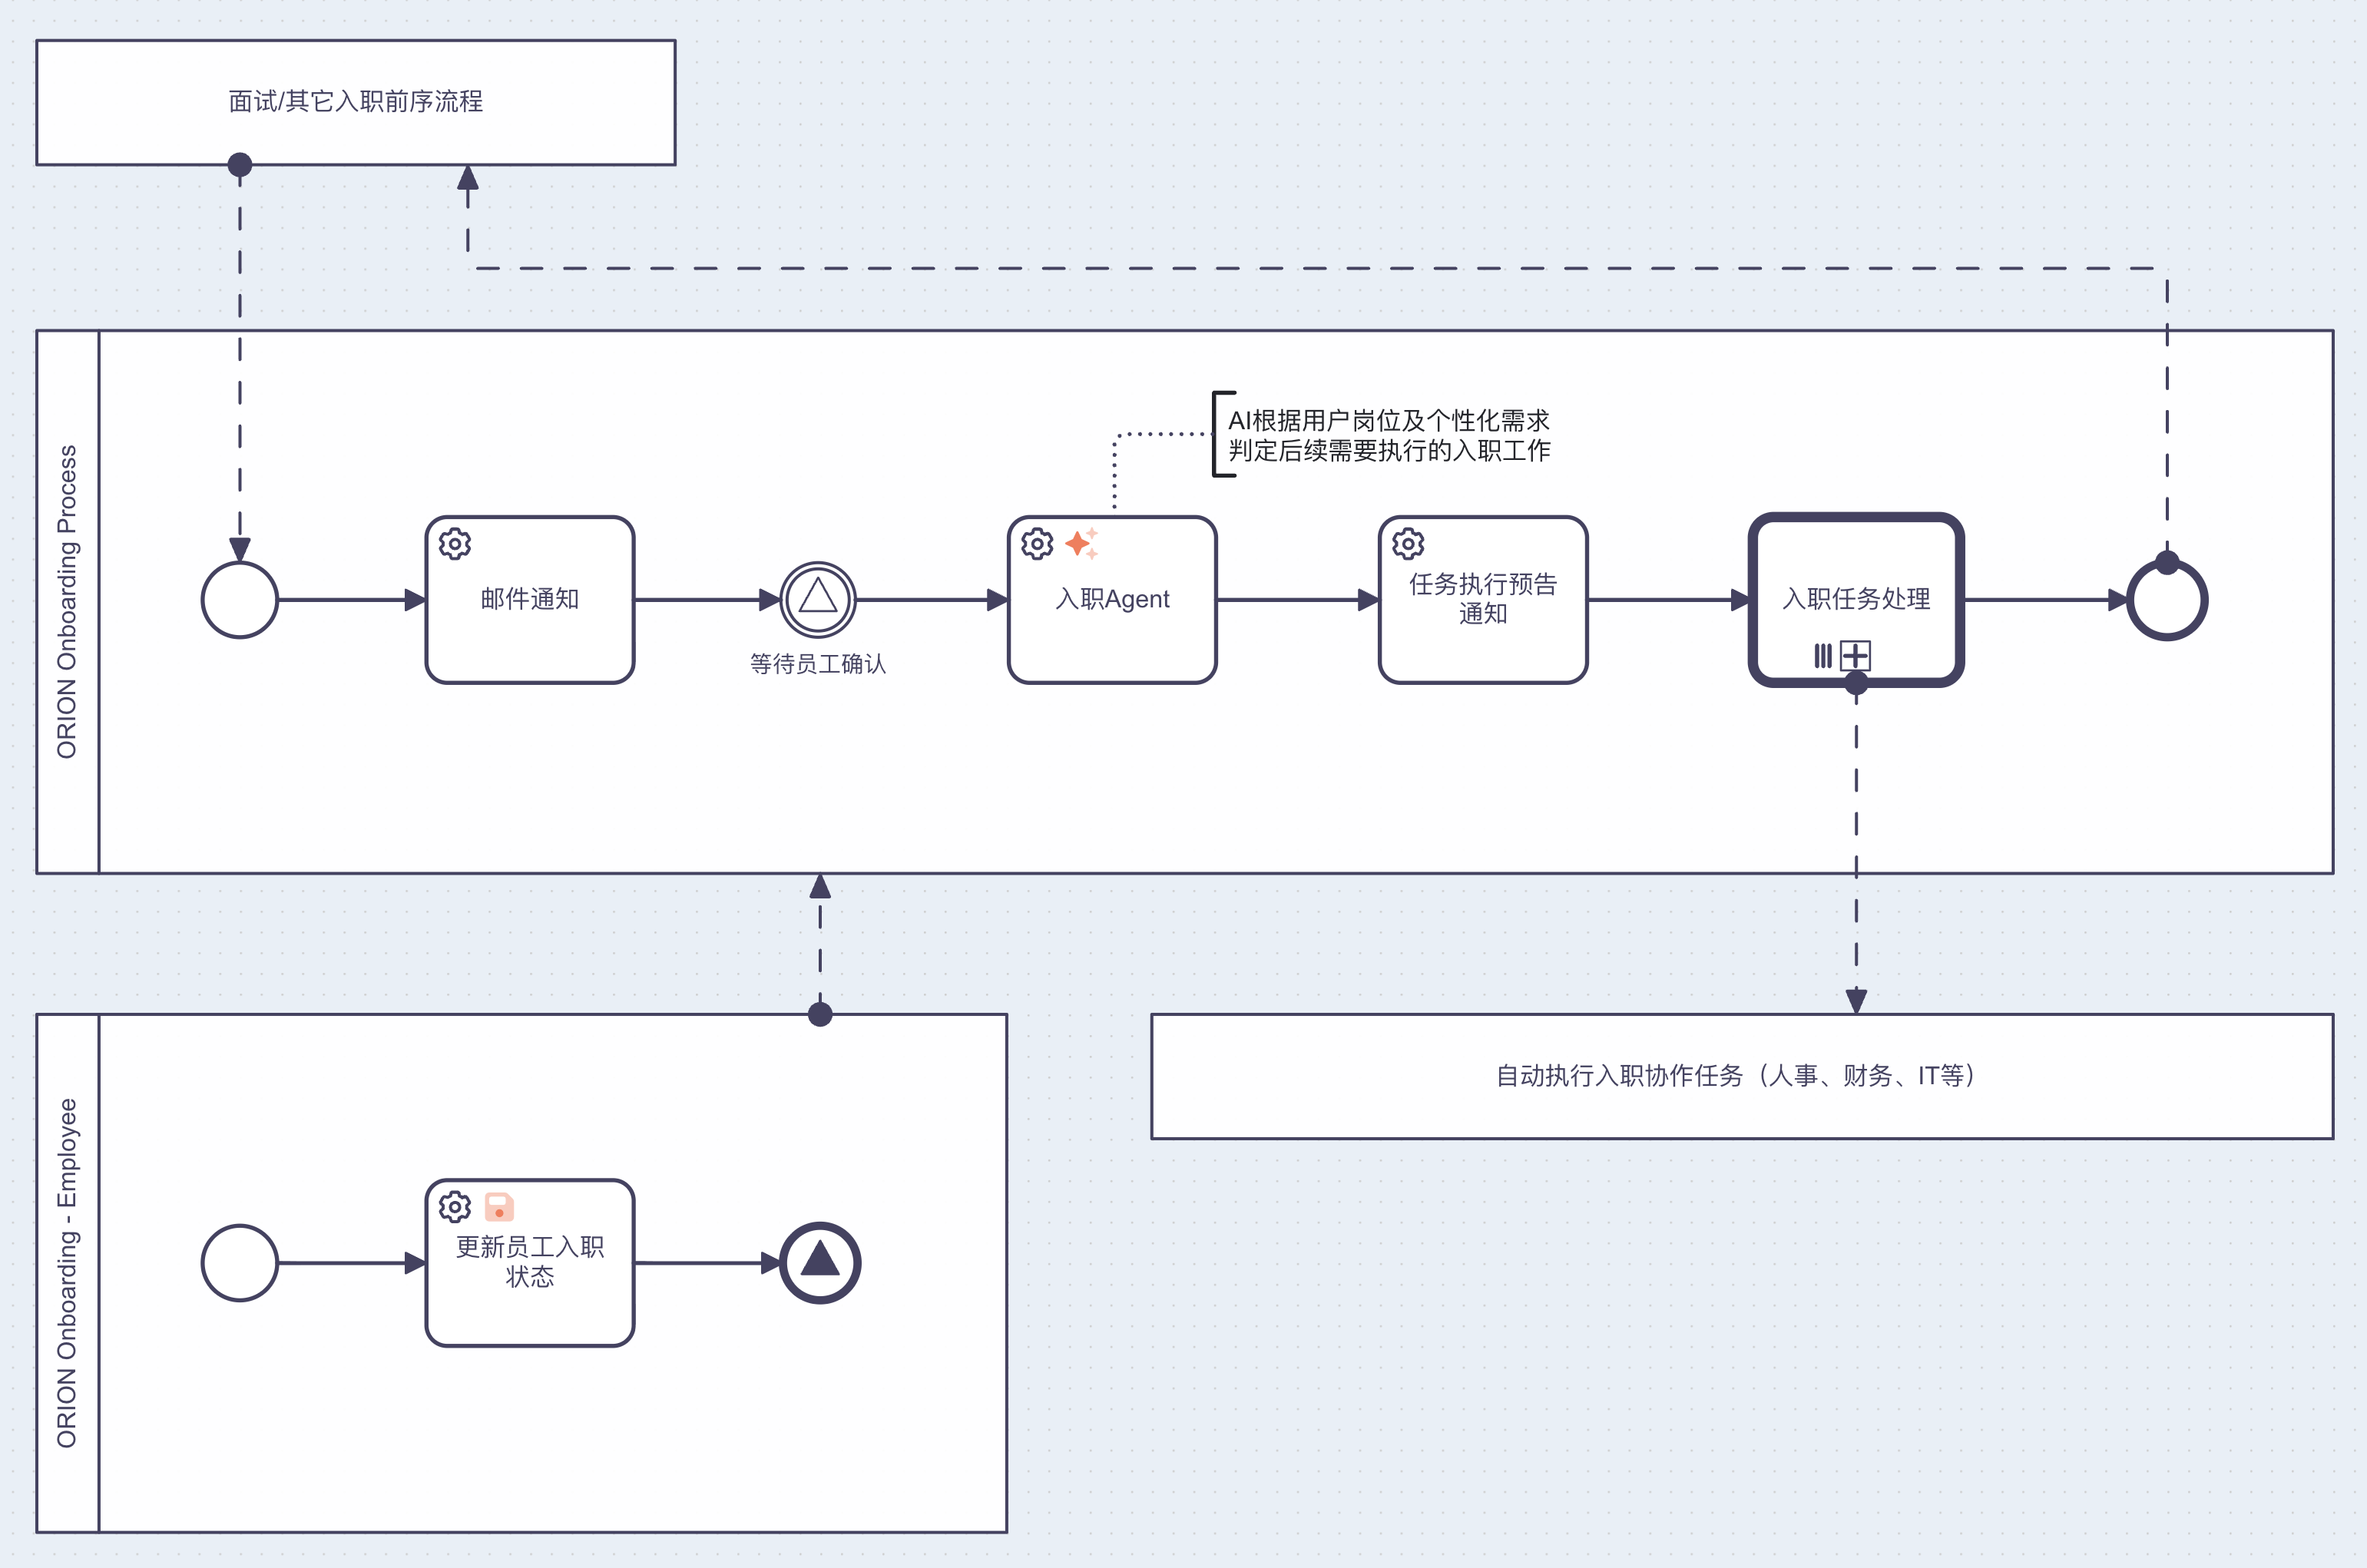 面试/其它入职前序流程
ORION Onboarding Process
AI根据用户岗位及个性化需求
判定后续需要执行的入职工作
邮件通知
等待员工确认
入职Agent
任务执行预告
通知
入职任务处理
ORION Onboarding - Employee
更新员工入职
状态
自动执行入职协作任务（人事、财务、IT等）